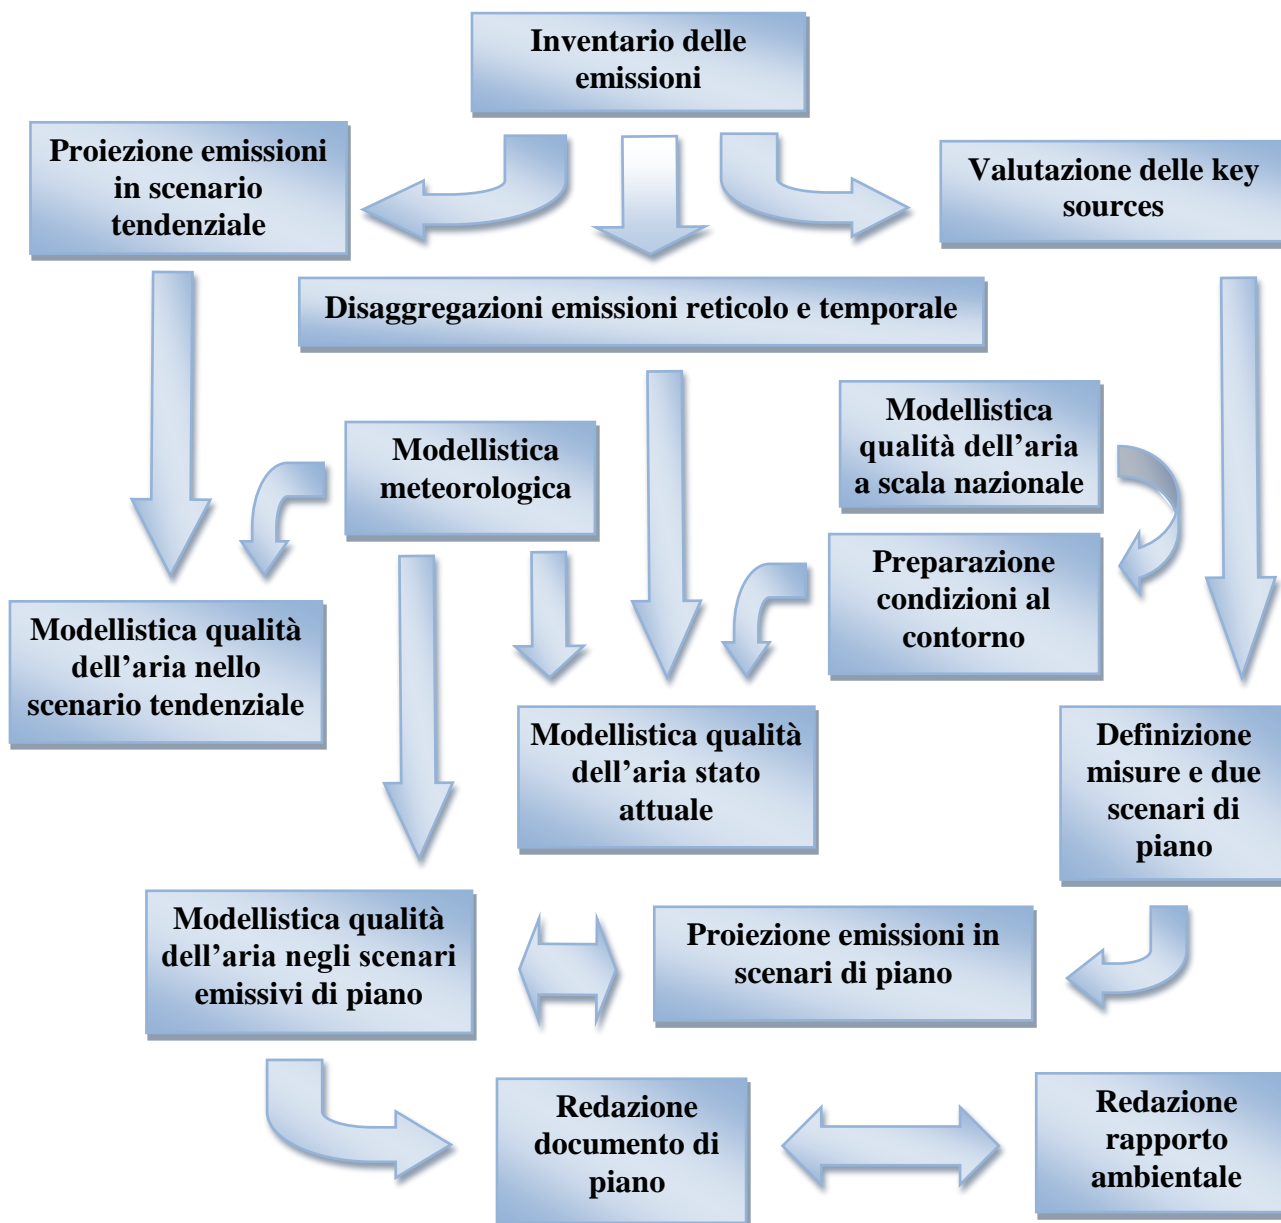 Inventario delle
emissioni
Proiezione emissioni
in scenario
tendenziale
Valutazione delle key
sources
Disaggregazioni emissioni reticolo e temporale
Modellistica
meteorologica
Modellistica
qualità dell’aria
a scala nazionale
Preparazione
condizioni al
contorno
Modellistica qualità
dell’aria nello
scenario tendenziale
Modellistica qualità
dell’aria stato
attuale
Definizione
misure e due
scenari di
piano
Modellistica qualità
dell’aria negli scenari
emissivi di piano
Proiezione emissioni in
scenari di piano
Redazione
documento di
piano
Redazione
rapporto
ambientale